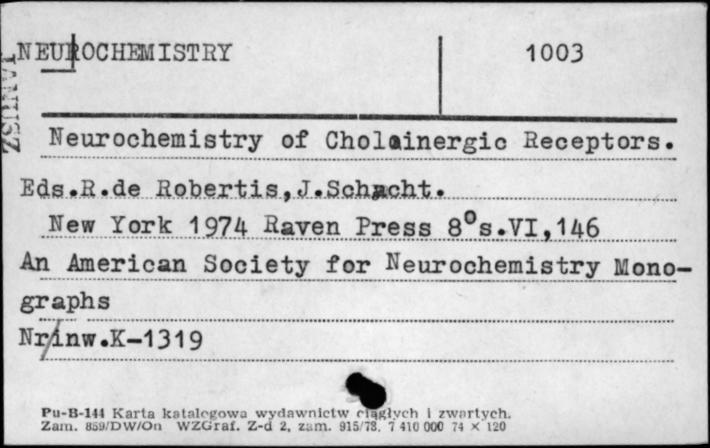 NEUROCHEMISTRY 1003
Neurochemistry of Cholainergic Receptors.
Eds.R.de Robertis,J.Schacht.
New York 1974 Raven Press 8⁰s.VI,146
An American Society for Neurochemistry Mono-
graphs
Nr/inw.K-1319
Pu-B-144 Karta katalogowa wydawnictw ciągłych i zwartych.
Zam. 859/DW/On WZGraf. Z-d 2, zam. 915/78. 7 410 000 74 × 120